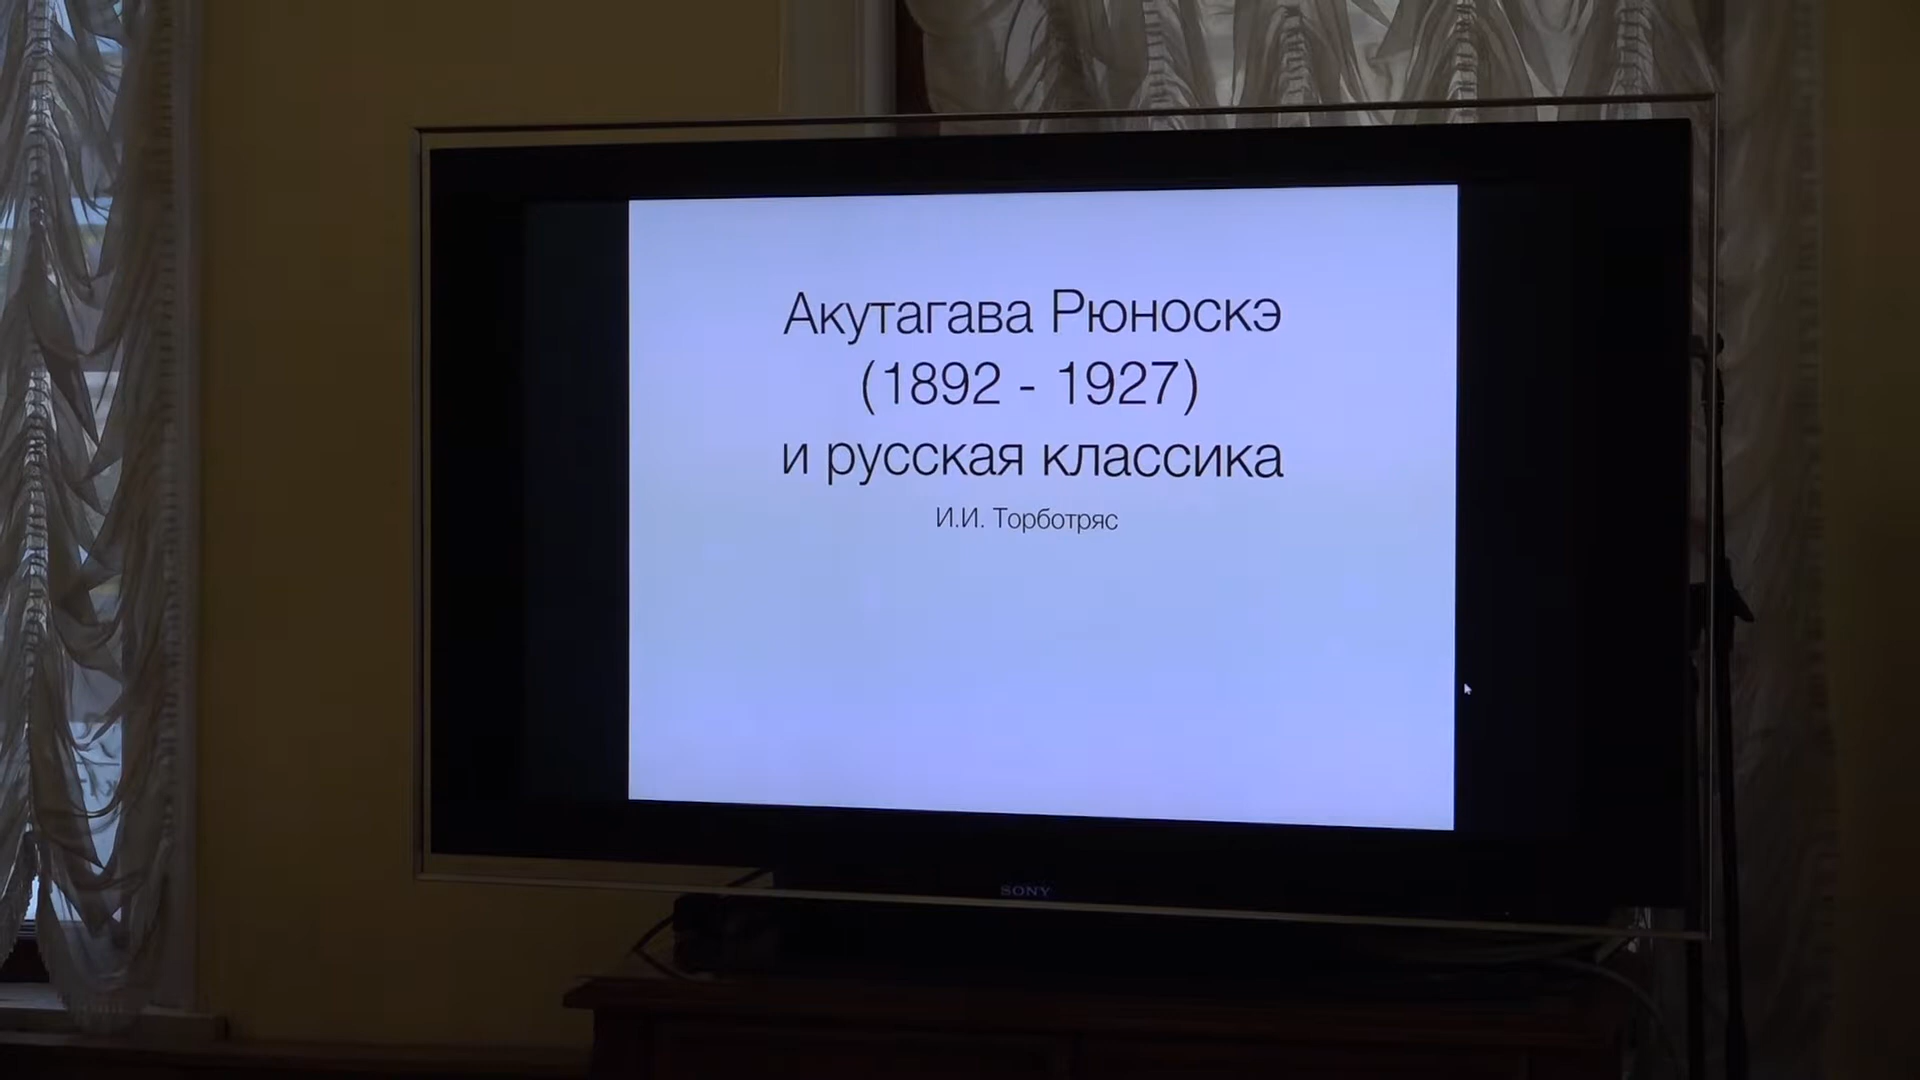 Акутагава Рюноскэ
(1892 - 1927)
и русская классика
И.И. Торботряс
SONY